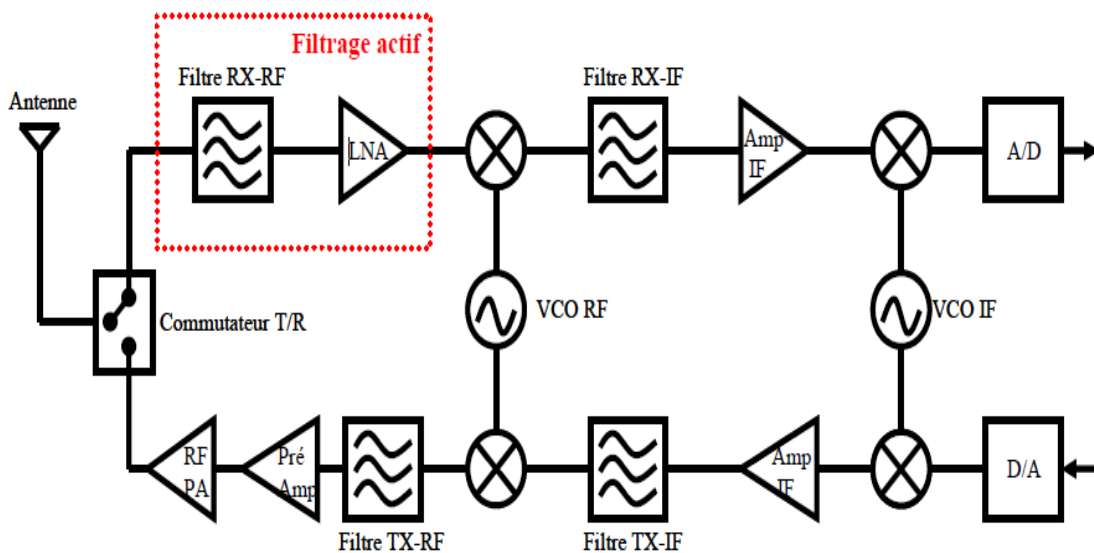 Filtrage actif
Filtre RX-RF
Filtre RX-IF
Antenne
LNA
Amp
IF
A/D
VCO RF
VCO IF
Commutateur T/R
RF
PA
Pré
Amp
Amp
IF
D/A
Filtre TX-RF
Filtre TX-IF